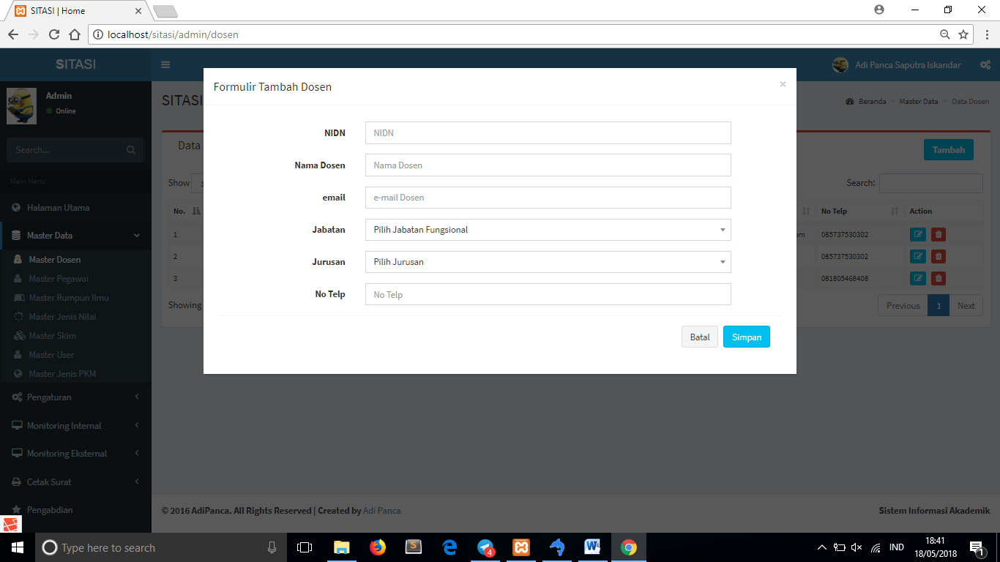 SITASI | Home
localhost/sitasi/admin/dosen
SITASI
Adi Panca Saputra Iskandar
Admin
Online
Search...
Main Menu
Halaman Utama
Master Data
Master Dosen
Master Pegawai
Master Rumpun Ilmu
Master Jenis Nilai
Master Skim
Master User
Master Jenis PKM
Pengaturan
Monitoring Internal
Monitoring Eksternal
Cetak Surat
Pengabdian
SITASI
Beranda > Master Data > Data Dosen
Data
Tambah
Show
Search:
No.
No Telp
Action
1
om
085737530302
2
085737530302
3
081805468408
Showing
Previous
1
Next
Formulir Tambah Dosen
×
NIDN
NIDN
Nama Dosen
Nama Dosen
email
e-mail Dosen
Jabatan
Pilih Jabatan Fungsional
Jurusan
Pilih Jurusan
No Telp
No Telp
Batal
Simpan
© 2016 AdiPanca. All Rights Reserved | Created by Adi Panca
Sistem Informasi Akademik
Type here to search
4
IND
18:41
18/05/2018
1